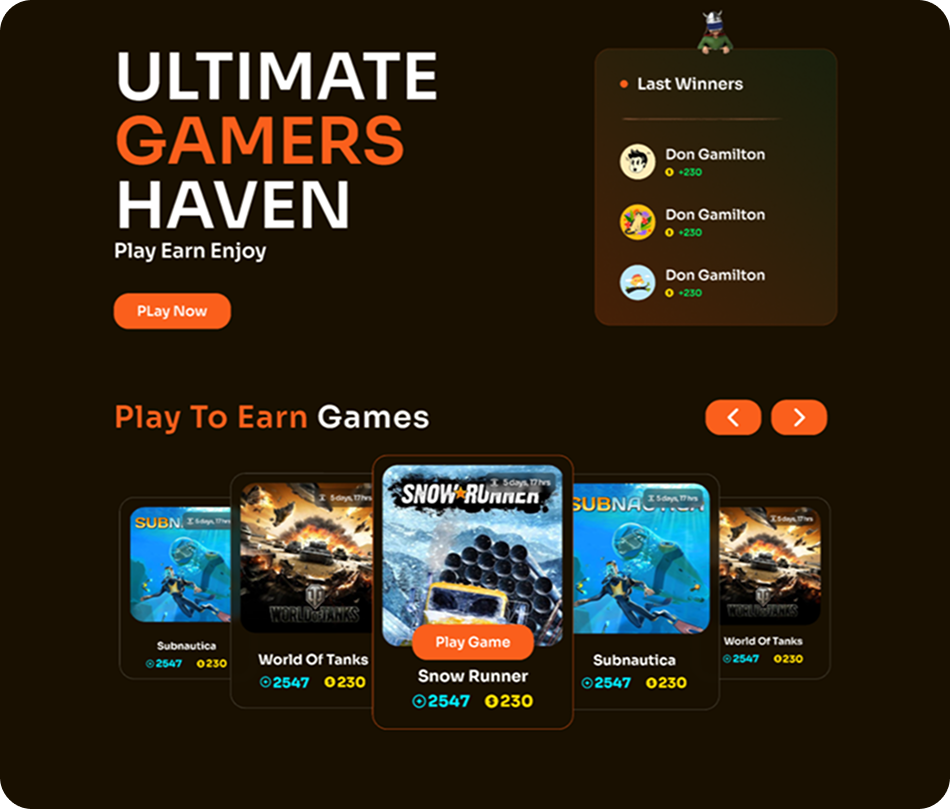 ULTIMATE
GAMERS
HAVEN
Play Earn Enjoy
PLay Now
Last Winners
Don Gamilton
+230
Don Gamilton
+230
Don Gamilton
+230
Play To Earn Games
SUBN
5 days, 17 hrs
Subnautica
2547 230
5 days, 17 hrs
WORLD OF TANKS
World Of Tanks
2547 230
SNOW RUNNER
5 days, 17 hrs
Play Game
Snow Runner
2547 230
SUBNAUTICA
5 days, 17 hrs
Subnautica
2547 230
5 days, 17 hrs
WORLD OF TANKS
World Of Tanks
2547 230